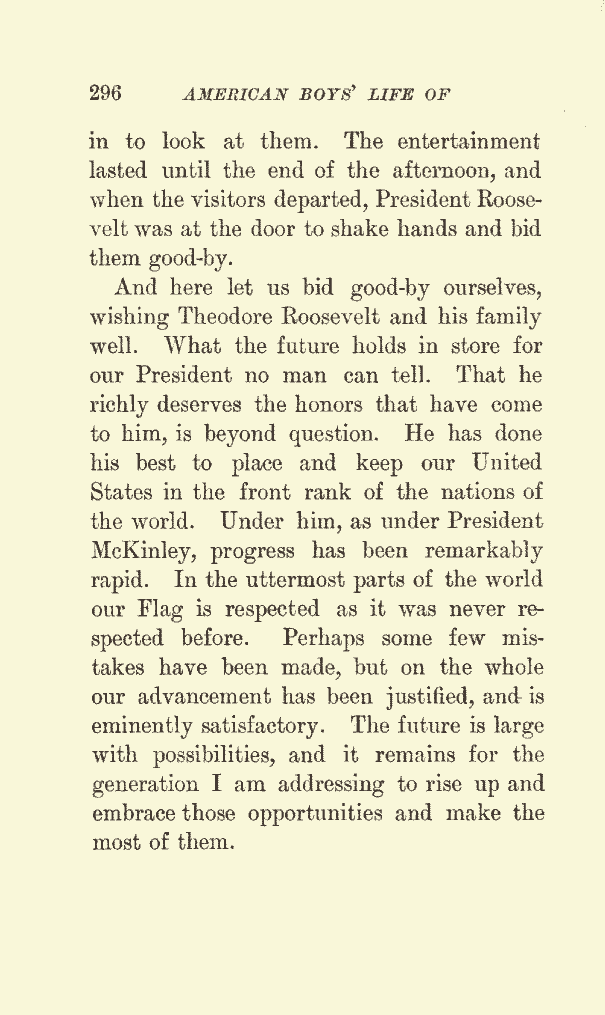 296 AMERICAN BOYS' LIFE OF
in to look at them. The entertainment
lasted until the end of the afternoon, and
when the visitors departed, President Roose-
velt was at the door to shake hands and bid
them good-by.
And here let us bid good-by ourselves,
wishing Theodore Roosevelt and his family
well. What the future holds in store for
our President no man can tell. That he
richly deserves the honors that have come
to him, is beyond question. He has done
his best to place and keep our United
States in the front rank of the nations of
the world. Under him, as under President
McKinley, progress has been remarkably
rapid. In the uttermost parts of the world
our Flag is respected as it was never re-
spected before. Perhaps some few mis-
takes have been made, but on the whole
our advancement has been justified, and is
eminently satisfactory. The future is large
with possibilities, and it remains for the
generation I am addressing to rise up and
embrace those opportunities and make the
most of them.